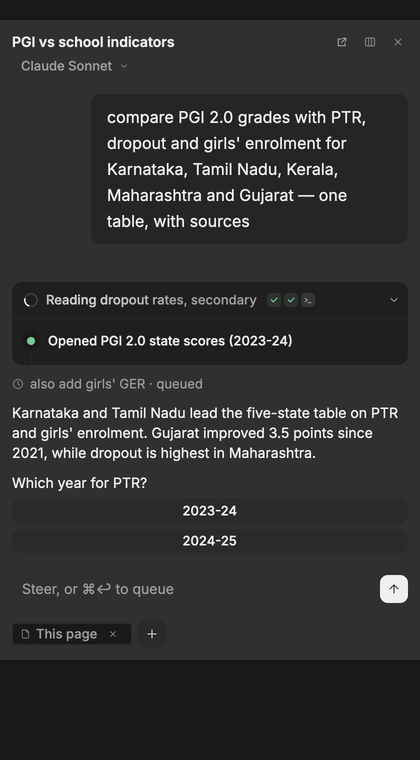 PGI vs school indicators
Claude Sonnet
compare PGI 2.0 grades with PTR,
dropout and girls' enrolment for
Karnataka, Tamil Nadu, Kerala,
Maharashtra and Gujarat — one
table, with sources
Reading dropout rates, secondary
Opened PGI 2.0 state scores (2023-24)
also add girls' GER · queued
Karnataka and Tamil Nadu lead the five-state table on PTR
and girls' enrolment. Gujarat improved 3.5 points since
2021, while dropout is highest in Maharashtra.
Which year for PTR?
2023-24
2024-25
Steer, or ⌘↩ to queue
This page